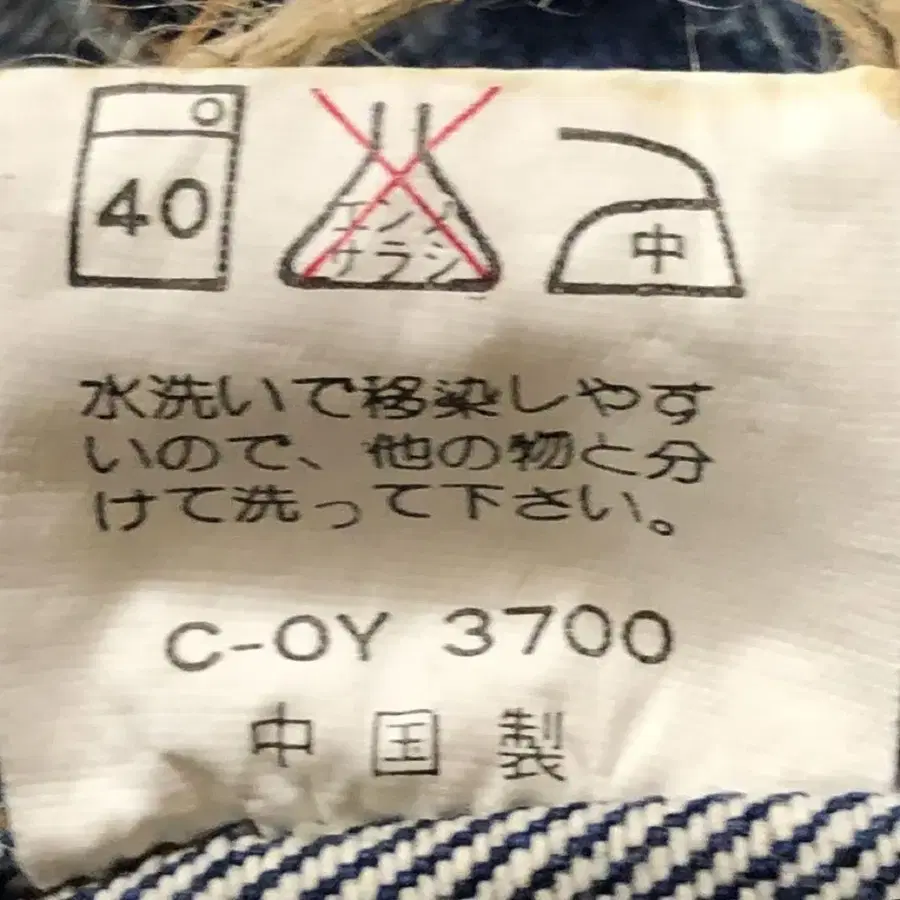 40
エンソ
サラシ
中
水洗いで移染しやす
いので、他の物と分
けて洗って下さい。
C-OY 3700
中国製